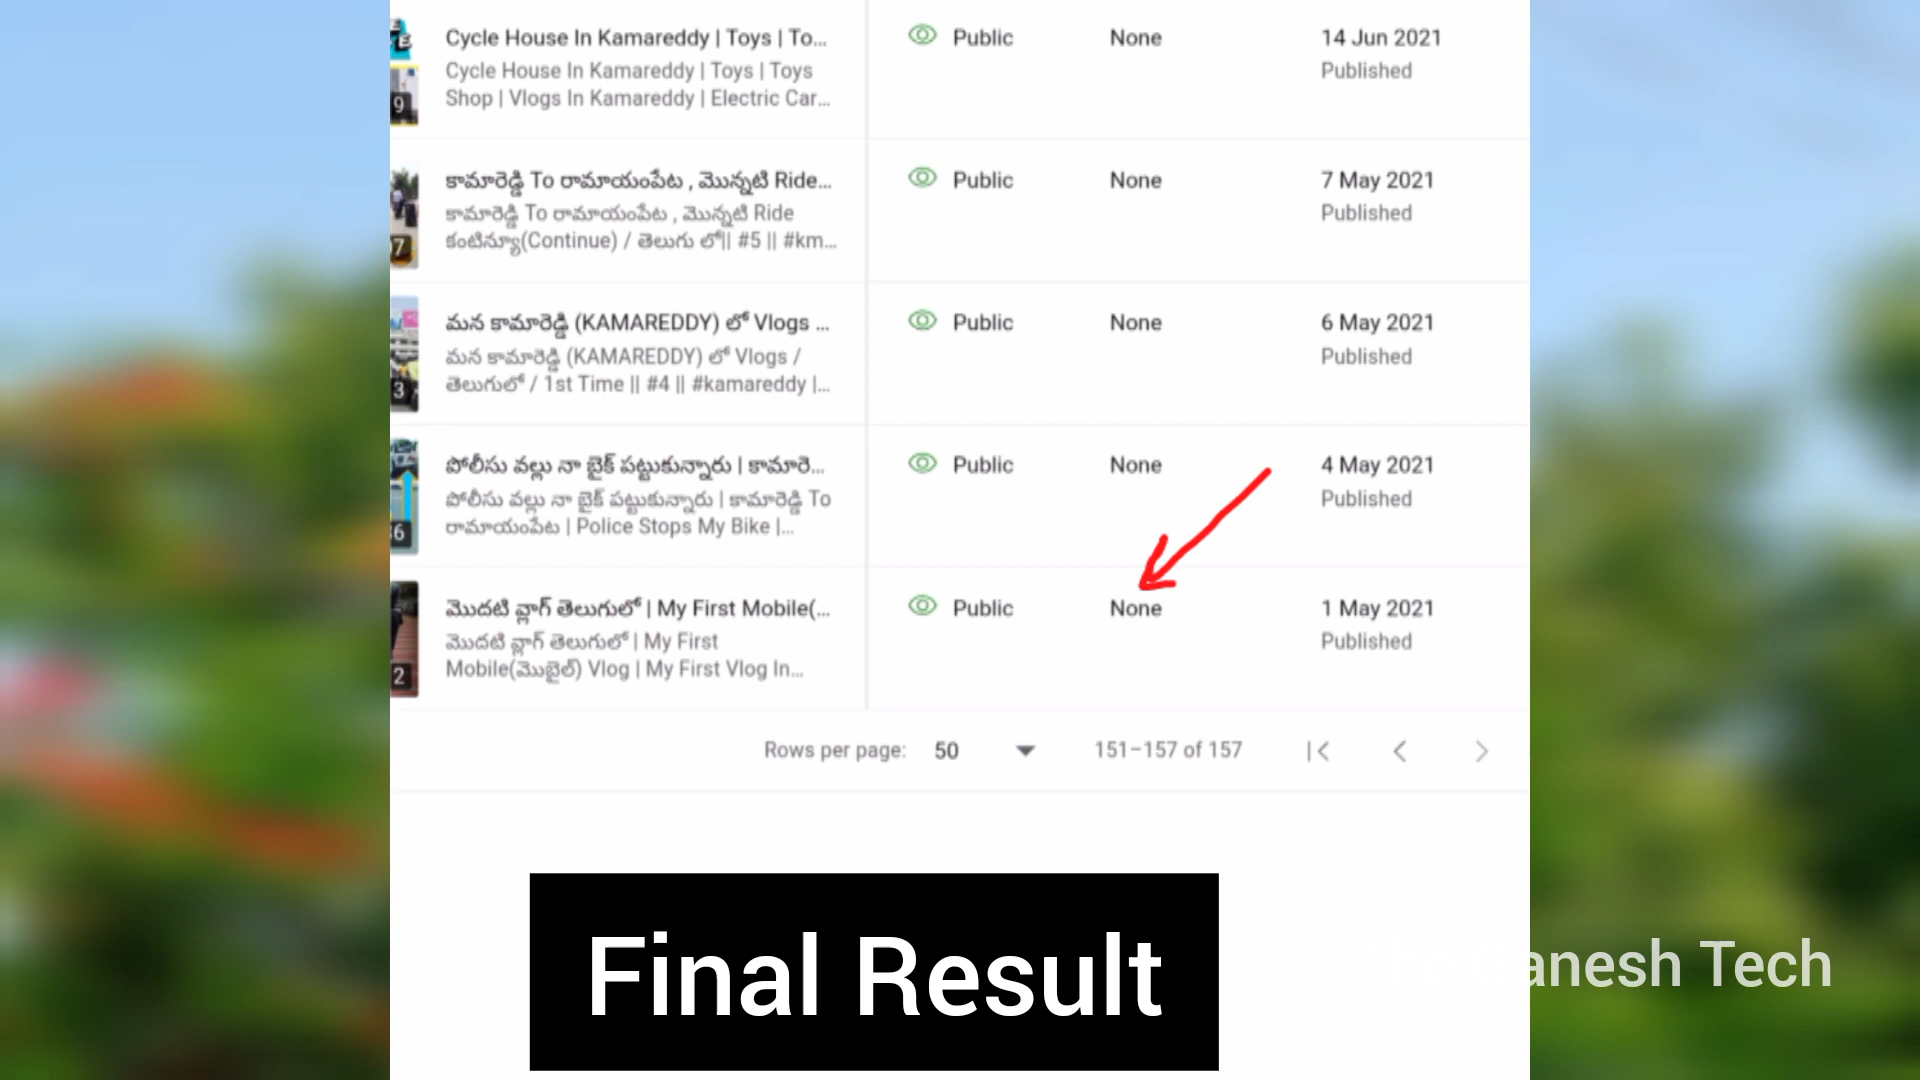 Cycle House In Kamareddy | Toys | To... Public None 14 Jun 2021
Cycle House In Kamareddy | Toys | Toys Published
Shop | Vlogs In Kamareddy | Electric Car...
9
కామారెడ్డి To రామాయంపేట , మొన్నటి Ride... Public None 7 May 2021
కామారెడ్డి To రామాయంపేట , మొన్నటి Ride Published
కంటిన్యూ(Continue) / తెలుగు లో|| #5 || #km...
7
మన కామారెడ్డి (KAMAREDDY) లో Vlogs ... Public None 6 May 2021
మన కామారెడ్డి (KAMAREDDY) లో Vlogs / Published
తెలుగులో / 1st Time || #4 || #kamareddy |...
3
పోలీసు వల్లు నా బైక్ పట్టుకున్నారు | కామారె... Public None 4 May 2021
పోలీసు వల్లు నా బైక్ పట్టుకున్నారు | కామారెడ్డి To Published
రామాయంపేట | Police Stops My Bike |...
6
మొదటి వ్లాగ్ తెలుగులో | My First Mobile(... Public None 1 May 2021
మొదటి వ్లాగ్ తెలుగులో | My First Published
Mobile(మొబైల్) Vlog | My First Vlog In...
2
Rows per page: 50 151–157 of 157
Final Result
anesh Tech